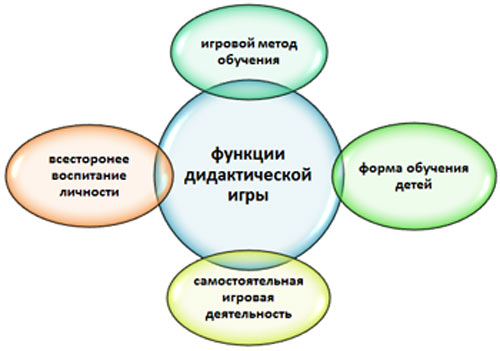 игровой метод
обучения
всесторонее
воспитание
личности
функции
дидактической
игры
форма обучения
детей
самостоятельная
игровая
деятельность